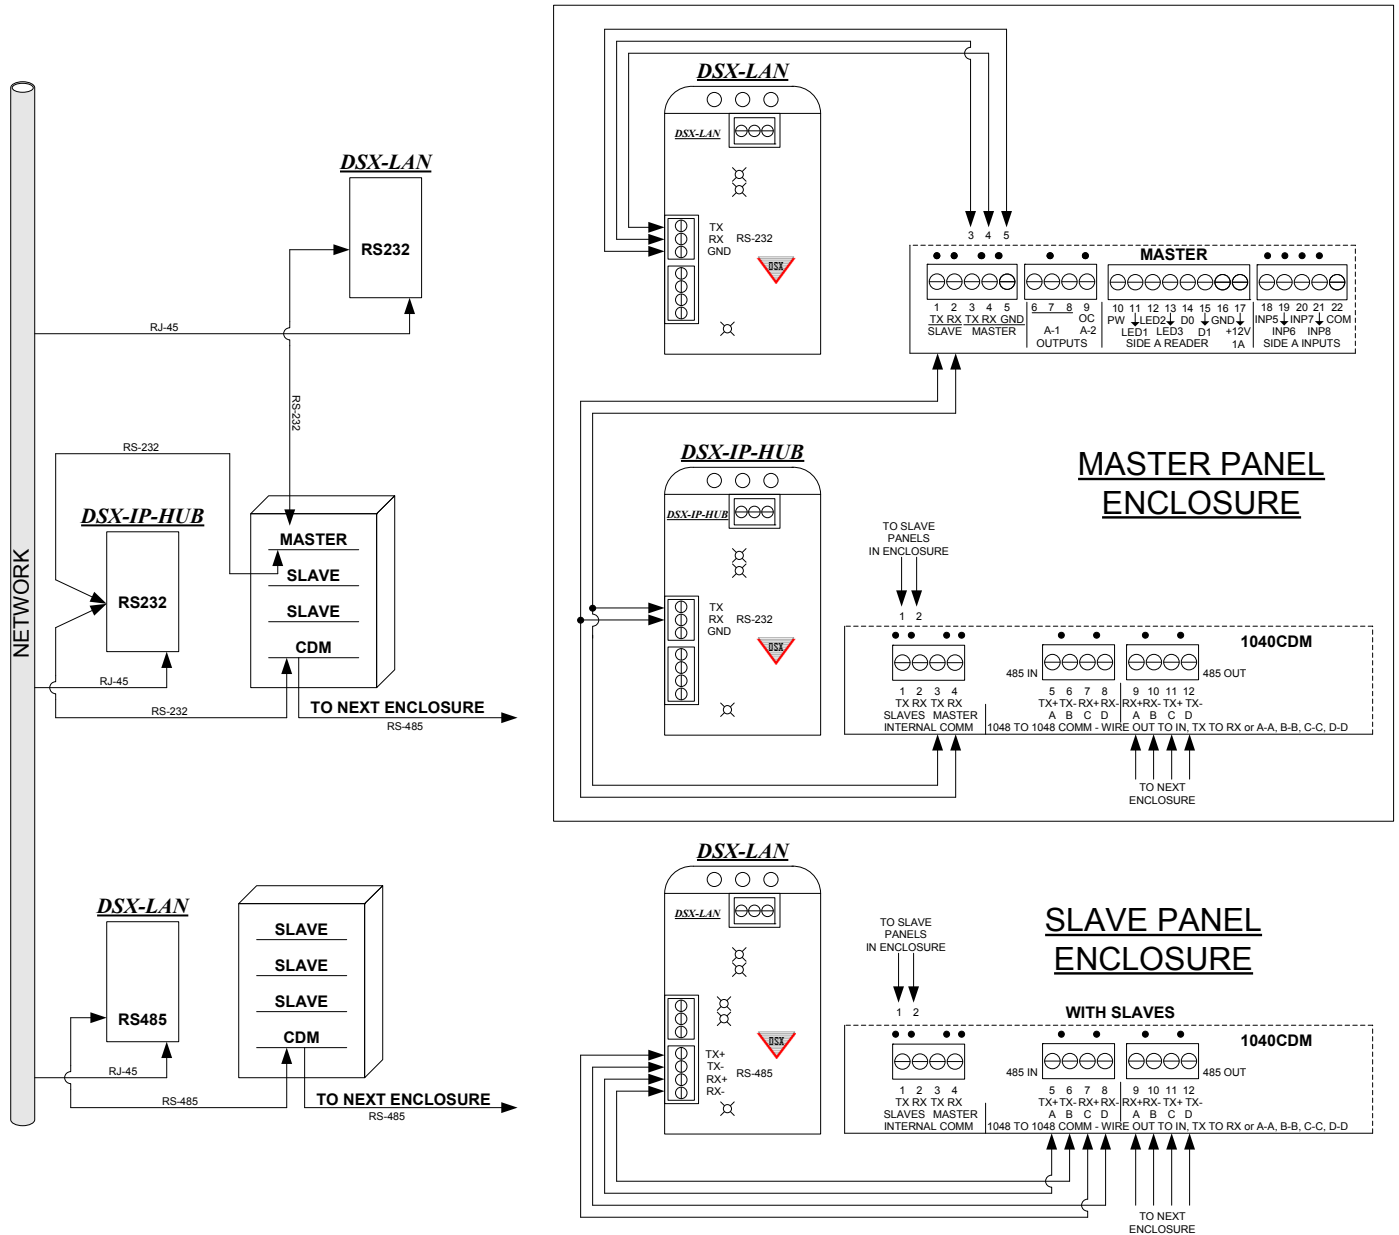 NETWORK
DSX-LAN
RS232
RJ-45
RS-232
RS-232
DSX-IP-HUB
RS232
RJ-45
RS-232
MASTER
SLAVE
SLAVE
CDM
TO NEXT ENCLOSURE
RS-485
DSX-LAN
RS485
RJ-45
RS-485
SLAVE
SLAVE
SLAVE
CDM
TO NEXT ENCLOSURE
RS-485
DSX-LAN
DSX-LAN
TX
RX RS-232
GND
DSX
3 4 5
MASTER
1 2 3 4 5 6 7 8 9 10 11 12 13 14 15 16 17 18 19 20 21 22
TX RX TX RX GND OC PW LED2 D0 GND INP5 INP7 COM
SLAVE MASTER A-1 A-2 LED1 LED3 D1 +12V INP6 INP8
OUTPUTS SIDE A READER 1A SIDE A INPUTS
MASTER PANEL
ENCLOSURE
DSX-IP-HUB
DSX-IP-HUB
TX
RX RS-232
GND
DSX
TO SLAVE
PANELS
IN ENCLOSURE
1 2
1040CDM
485 IN
485 OUT
1 2 3 4 5 6 7 8 9 10 11 12
TX RX TX RX TX+ TX- RX+ RX- RX+ RX- TX+ TX-
SLAVES MASTER A B C D A B C D
INTERNAL COMM 1048 TO 1048 COMM - WIRE OUT TO IN, TX TO RX or A-A, B-B, C-C, D-D
TO NEXT
ENCLOSURE
DSX-LAN
DSX-LAN
TX+
TX-
RX+
RX-
RS-485
DSX
TO SLAVE
PANELS
IN ENCLOSURE
1 2
SLAVE PANEL
ENCLOSURE
WITH SLAVES
1040CDM
485 IN
485 OUT
1 2 3 4 5 6 7 8 9 10 11 12
TX RX TX RX TX+ TX- RX+ RX- RX+ RX- TX+ TX-
SLAVES MASTER A B C D A B C D
INTERNAL COMM 1048 TO 1048 COMM - WIRE OUT TO IN, TX TO RX or A-A, B-B, C-C, D-D
TO NEXT
ENCLOSURE